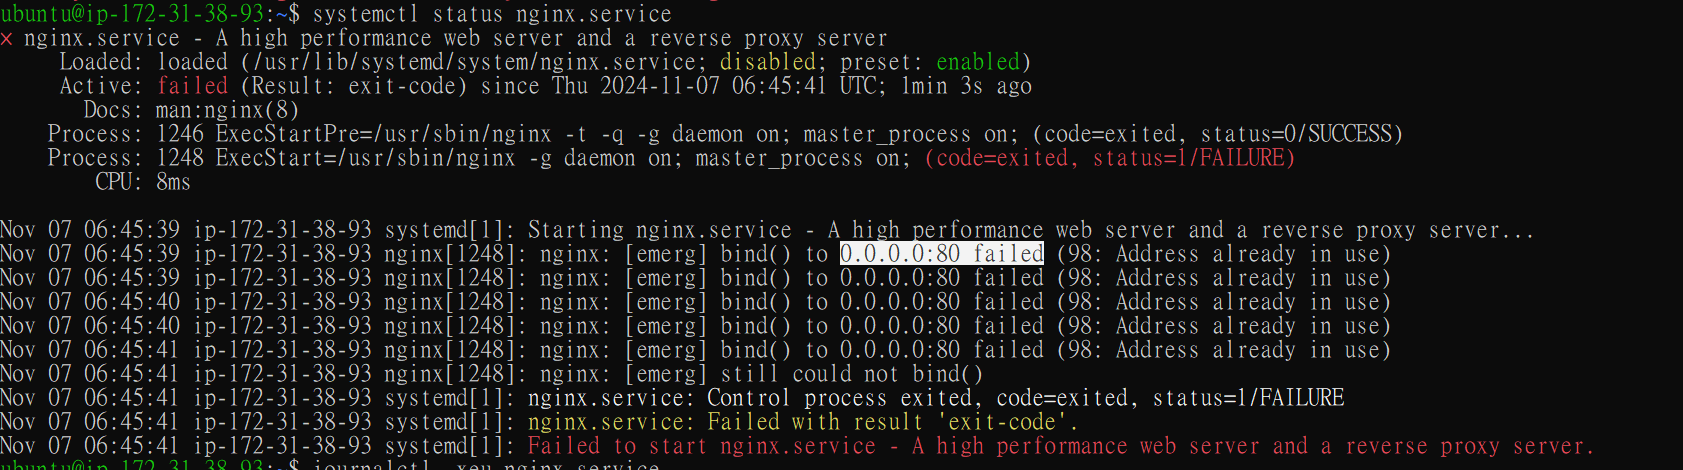 ubuntu@ip-172-31-38-93:~$ systemctl status nginx.service
× nginx.service - A high performance web server and a reverse proxy server
Loaded: loaded (/usr/lib/systemd/system/nginx.service; disabled; preset: enabled)
Active: failed (Result: exit-code) since Thu 2024-11-07 06:45:41 UTC; 1min 3s ago
Docs: man:nginx(8)
Process: 1246 ExecStartPre=/usr/sbin/nginx -t -q -g daemon on; master_process on; (code=exited, status=0/SUCCESS)
Process: 1248 ExecStart=/usr/sbin/nginx -g daemon on; master_process on; (code=exited, status=1/FAILURE)
CPU: 8ms
Nov 07 06:45:39 ip-172-31-38-93 systemd[1]: Starting nginx.service - A high performance web server and a reverse proxy server...
Nov 07 06:45:39 ip-172-31-38-93 nginx[1248]: nginx: [emerg] bind() to 0.0.0.0:80 failed (98: Address already in use)
Nov 07 06:45:39 ip-172-31-38-93 nginx[1248]: nginx: [emerg] bind() to 0.0.0.0:80 failed (98: Address already in use)
Nov 07 06:45:40 ip-172-31-38-93 nginx[1248]: nginx: [emerg] bind() to 0.0.0.0:80 failed (98: Address already in use)
Nov 07 06:45:40 ip-172-31-38-93 nginx[1248]: nginx: [emerg] bind() to 0.0.0.0:80 failed (98: Address already in use)
Nov 07 06:45:41 ip-172-31-38-93 nginx[1248]: nginx: [emerg] bind() to 0.0.0.0:80 failed (98: Address already in use)
Nov 07 06:45:41 ip-172-31-38-93 nginx[1248]: nginx: [emerg] still could not bind()
Nov 07 06:45:41 ip-172-31-38-93 systemd[1]: nginx.service: Control process exited, code=exited, status=1/FAILURE
Nov 07 06:45:41 ip-172-31-38-93 systemd[1]: nginx.service: Failed with result 'exit-code'.
Nov 07 06:45:41 ip-172-31-38-93 systemd[1]: Failed to start nginx.service - A high performance web server and a reverse proxy server.
ubuntu@ip-172-31-38-93:~$ journalctl -xeu nginx.service